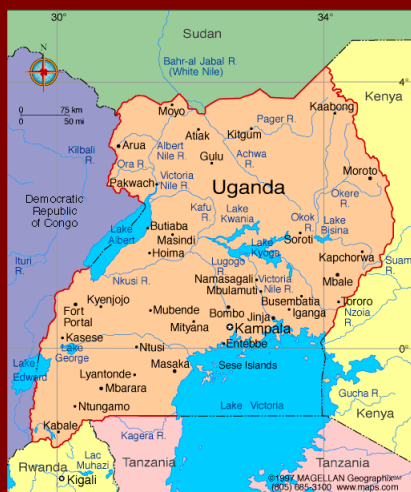 30°
34°
Sudan
N
Bahr-al Jabal R.
(White Nile)
4°
Kenya
0
75 km
0
50 mi
Moyo
Kaabong
Pager R.
Atiak
Kitgum
Kilbali
R.
Arua
Albert
Nile R.
Achwa
R.
Ora R.
Gulu
Moroto
Pakwach
Victoria
Nile R.
Uganda
Okere
R.
Democratic
Republic
of Congo
Kafu
R.
Lake
Kwania
Okok
R.
Lake
Bisina
Butiaba
Lake
Albert
Masindi
Soroti
Hoima
Lake
Kyoga
Ituri
R.
Lugogo
R.
Kapchorwa
Suam
R.
Nkusi R.
Namasagali
Victoria
Nile R.
Mbale
Mbulamuti
Busembatia
Kyenjojo
Tororo
Fort
Portal
Mubende
Bombo
Jinja
Iganga
Nzoia
R.
Mityana
Kampala
Kasese
Entebbe
Lake
George
Ntusi
0°
Masaka
Sese Islands
Lake
Edward
Lyantonde
Mbarara
Gucha R.
Ntungamo
Lake Victoria
Kenya
Kabale
Kagera R.
Lac
Muhazi
Rwanda
Tanzania
Tanzania
Kigali
©1997 MAGELLAN Geographix℠
(805) 685-3100 www.maps.com